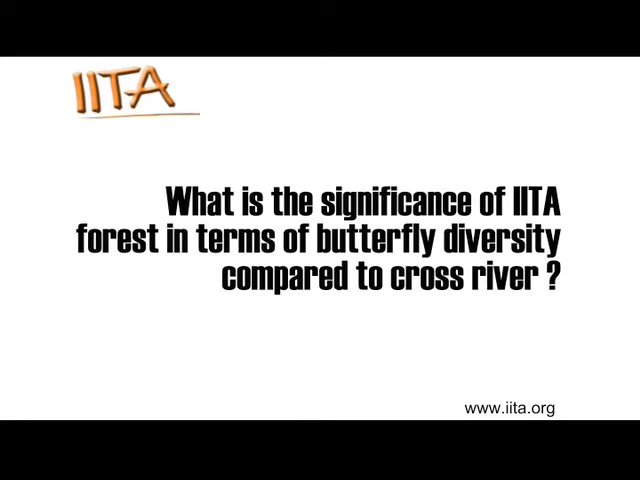 IITA
What is the significance of IITA
forest in terms of butterfly diversity
compared to cross river ?
www.iita.org